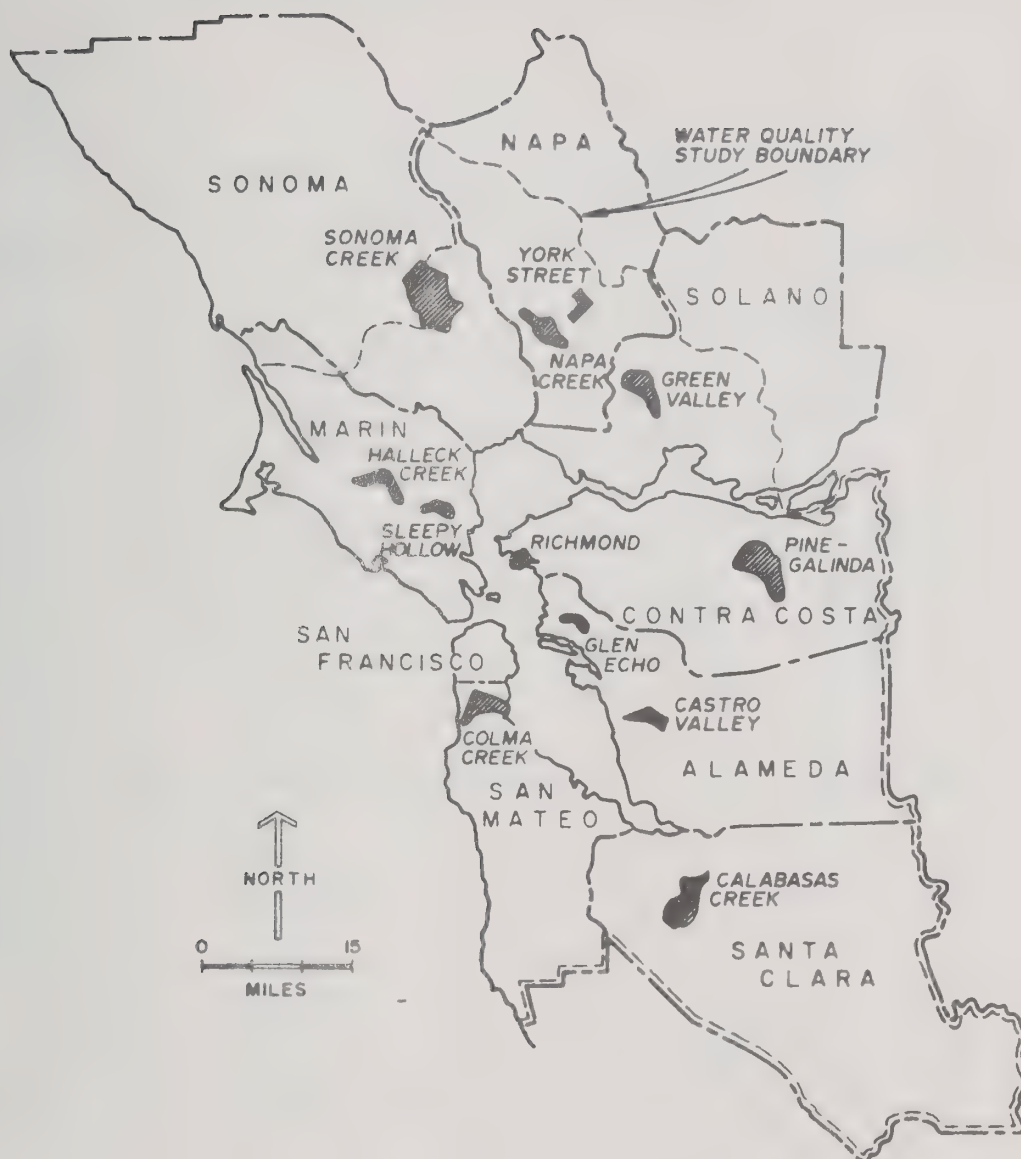 NAPA
WATER QUALITY
STUDY BOUNDARY
SONOMA
SONOMA
CREEK
YORK
STREET
SOLANO
NAPA
CREEK
GREEN
VALLEY
MARIN
HALLECK
CREEK
SLEEPY
HOLLOW
RICHMOND
PINE-
GALINDA
CONTRA COSTA
SAN
FRANCISCO
GLEN
ECHO
CASTRO
VALLEY
COLMA
CREEK
ALAMEDA
SAN
MATEO
NORTH
0 15
MILES
CALABASAS
CREEK
SANTA
CLARA